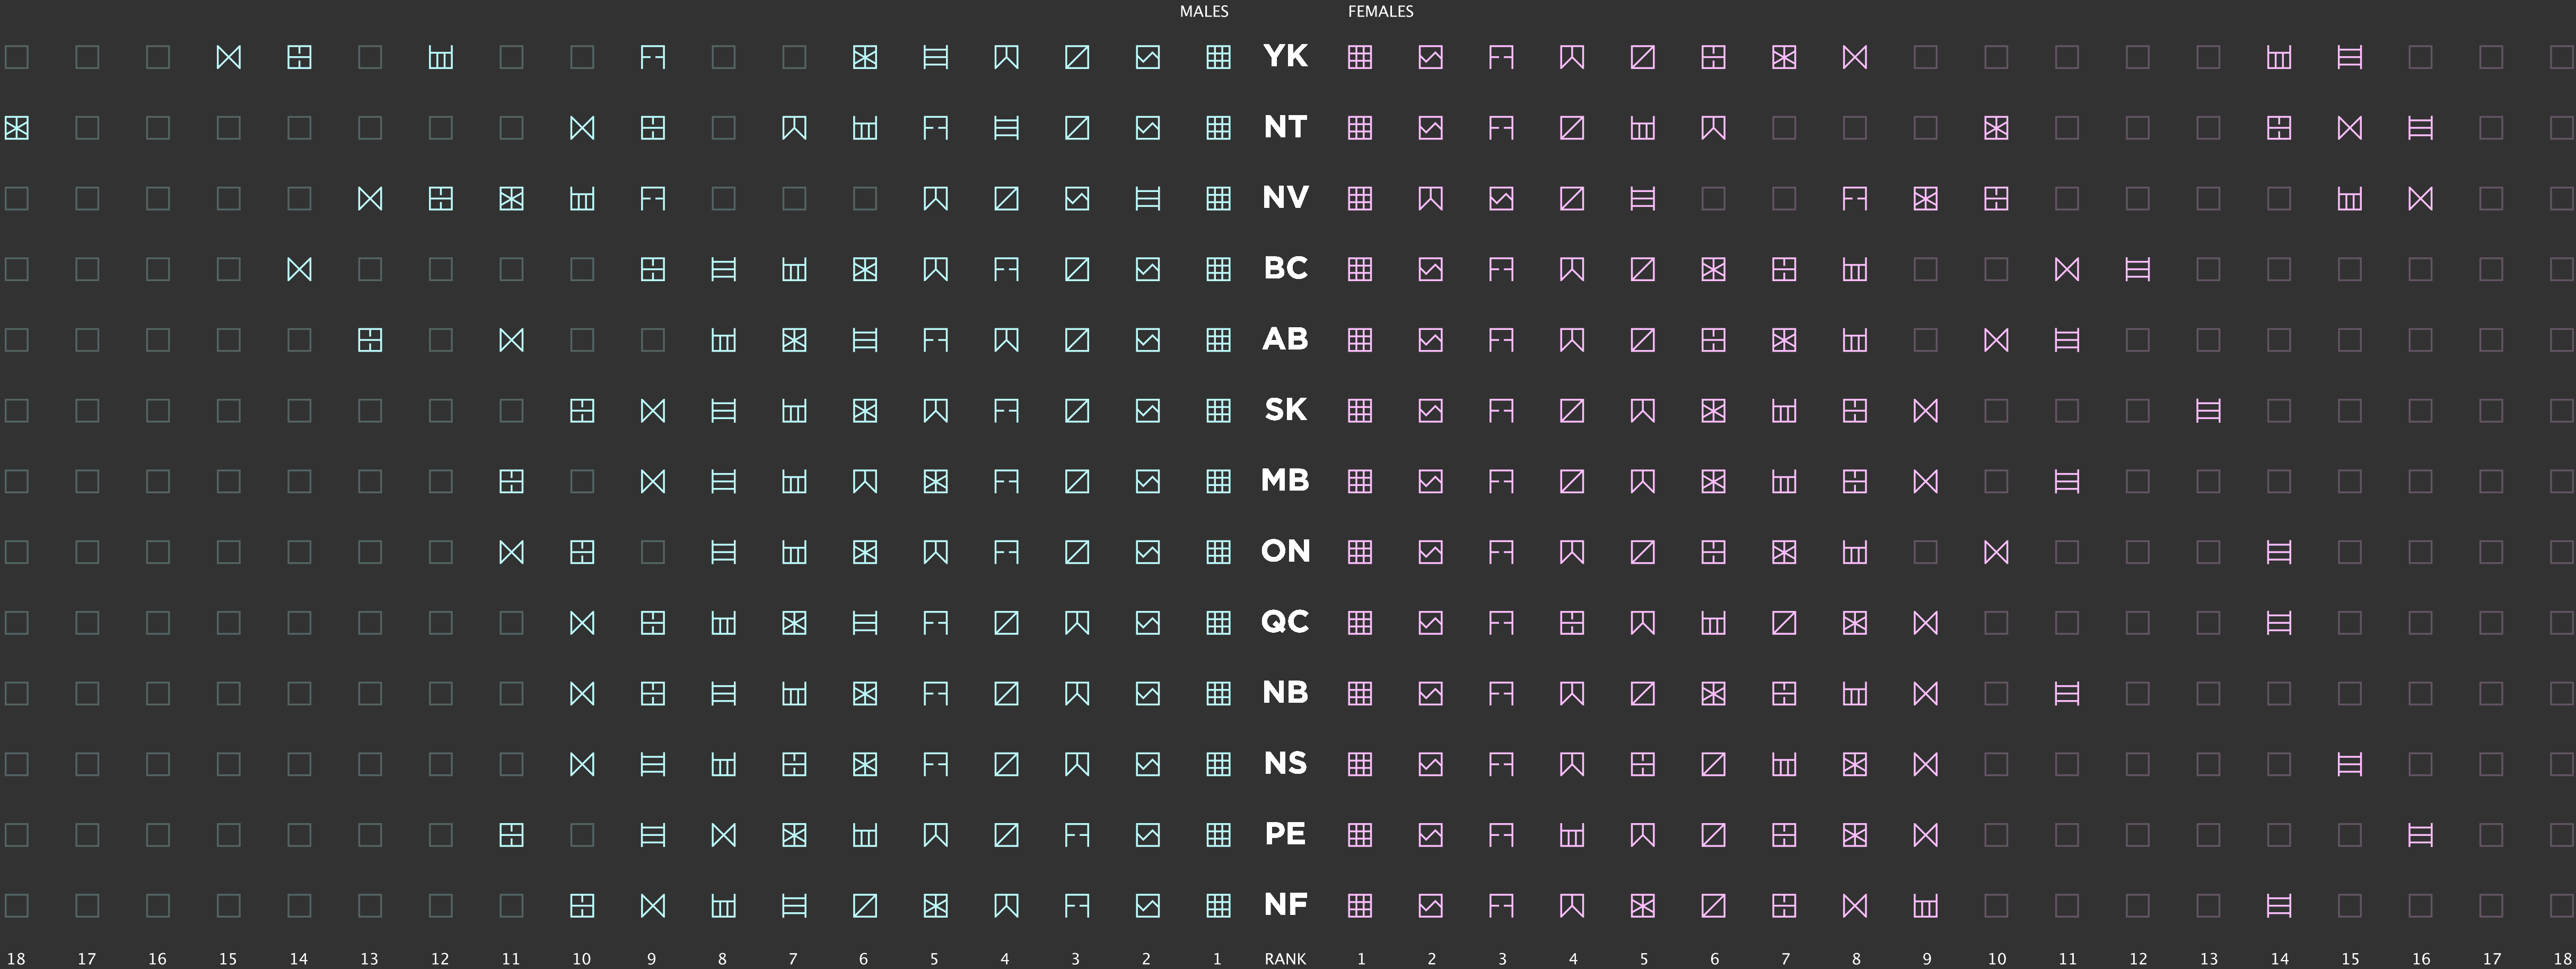 MALES FEMALES
YK
NT
NV
BC
AB
SK
MB
ON
QC
NB
NS
PE
NF
18 17 16 15 14 13 12 11 10 9 8 7 6 5 4 3 2 1 RANK 1 2 3 4 5 6 7 8 9 10 11 12 13 14 15 16 17 18